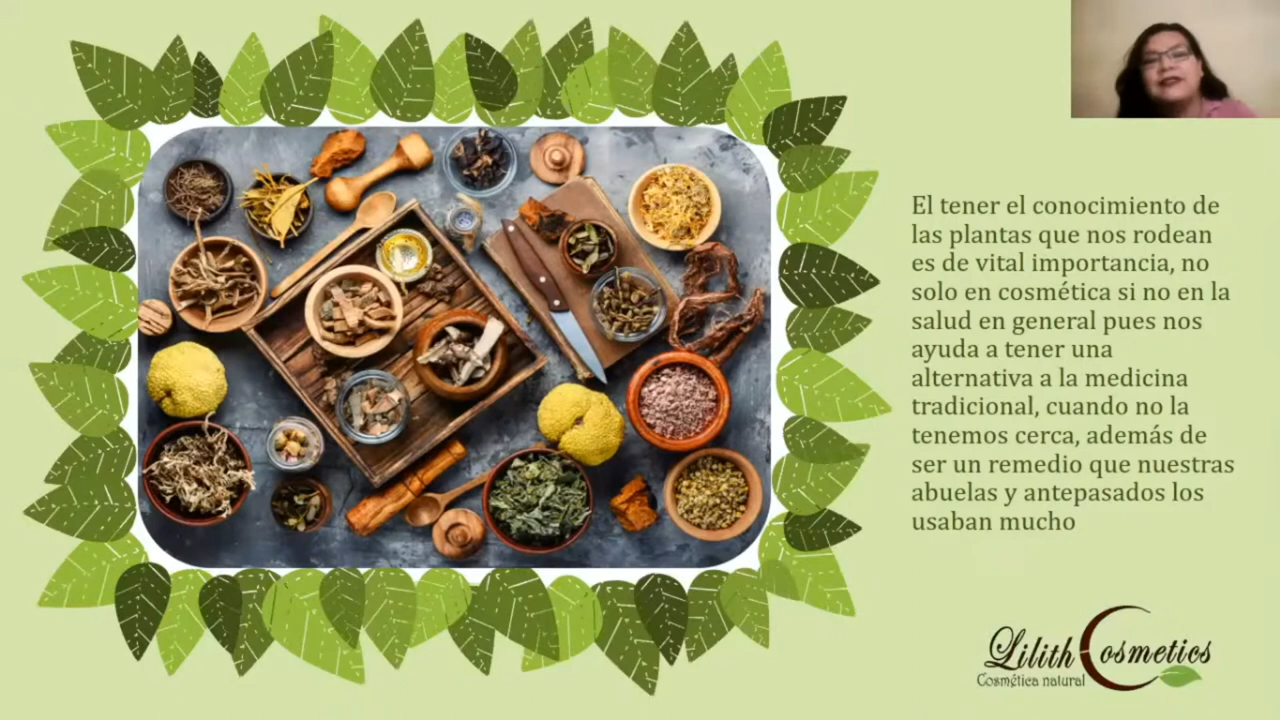 El tener el conocimiento de
las plantas que nos rodean
es de vital importancia, no
solo en cosmética si no en la
salud en general pues nos
ayuda a tener una
alternativa a la medicina
tradicional, cuando no la
tenemos cerca, además de
ser un remedio que nuestras
abuelas y antepasados los
usaban mucho
Lilith Cosmetics
Cosmética natural